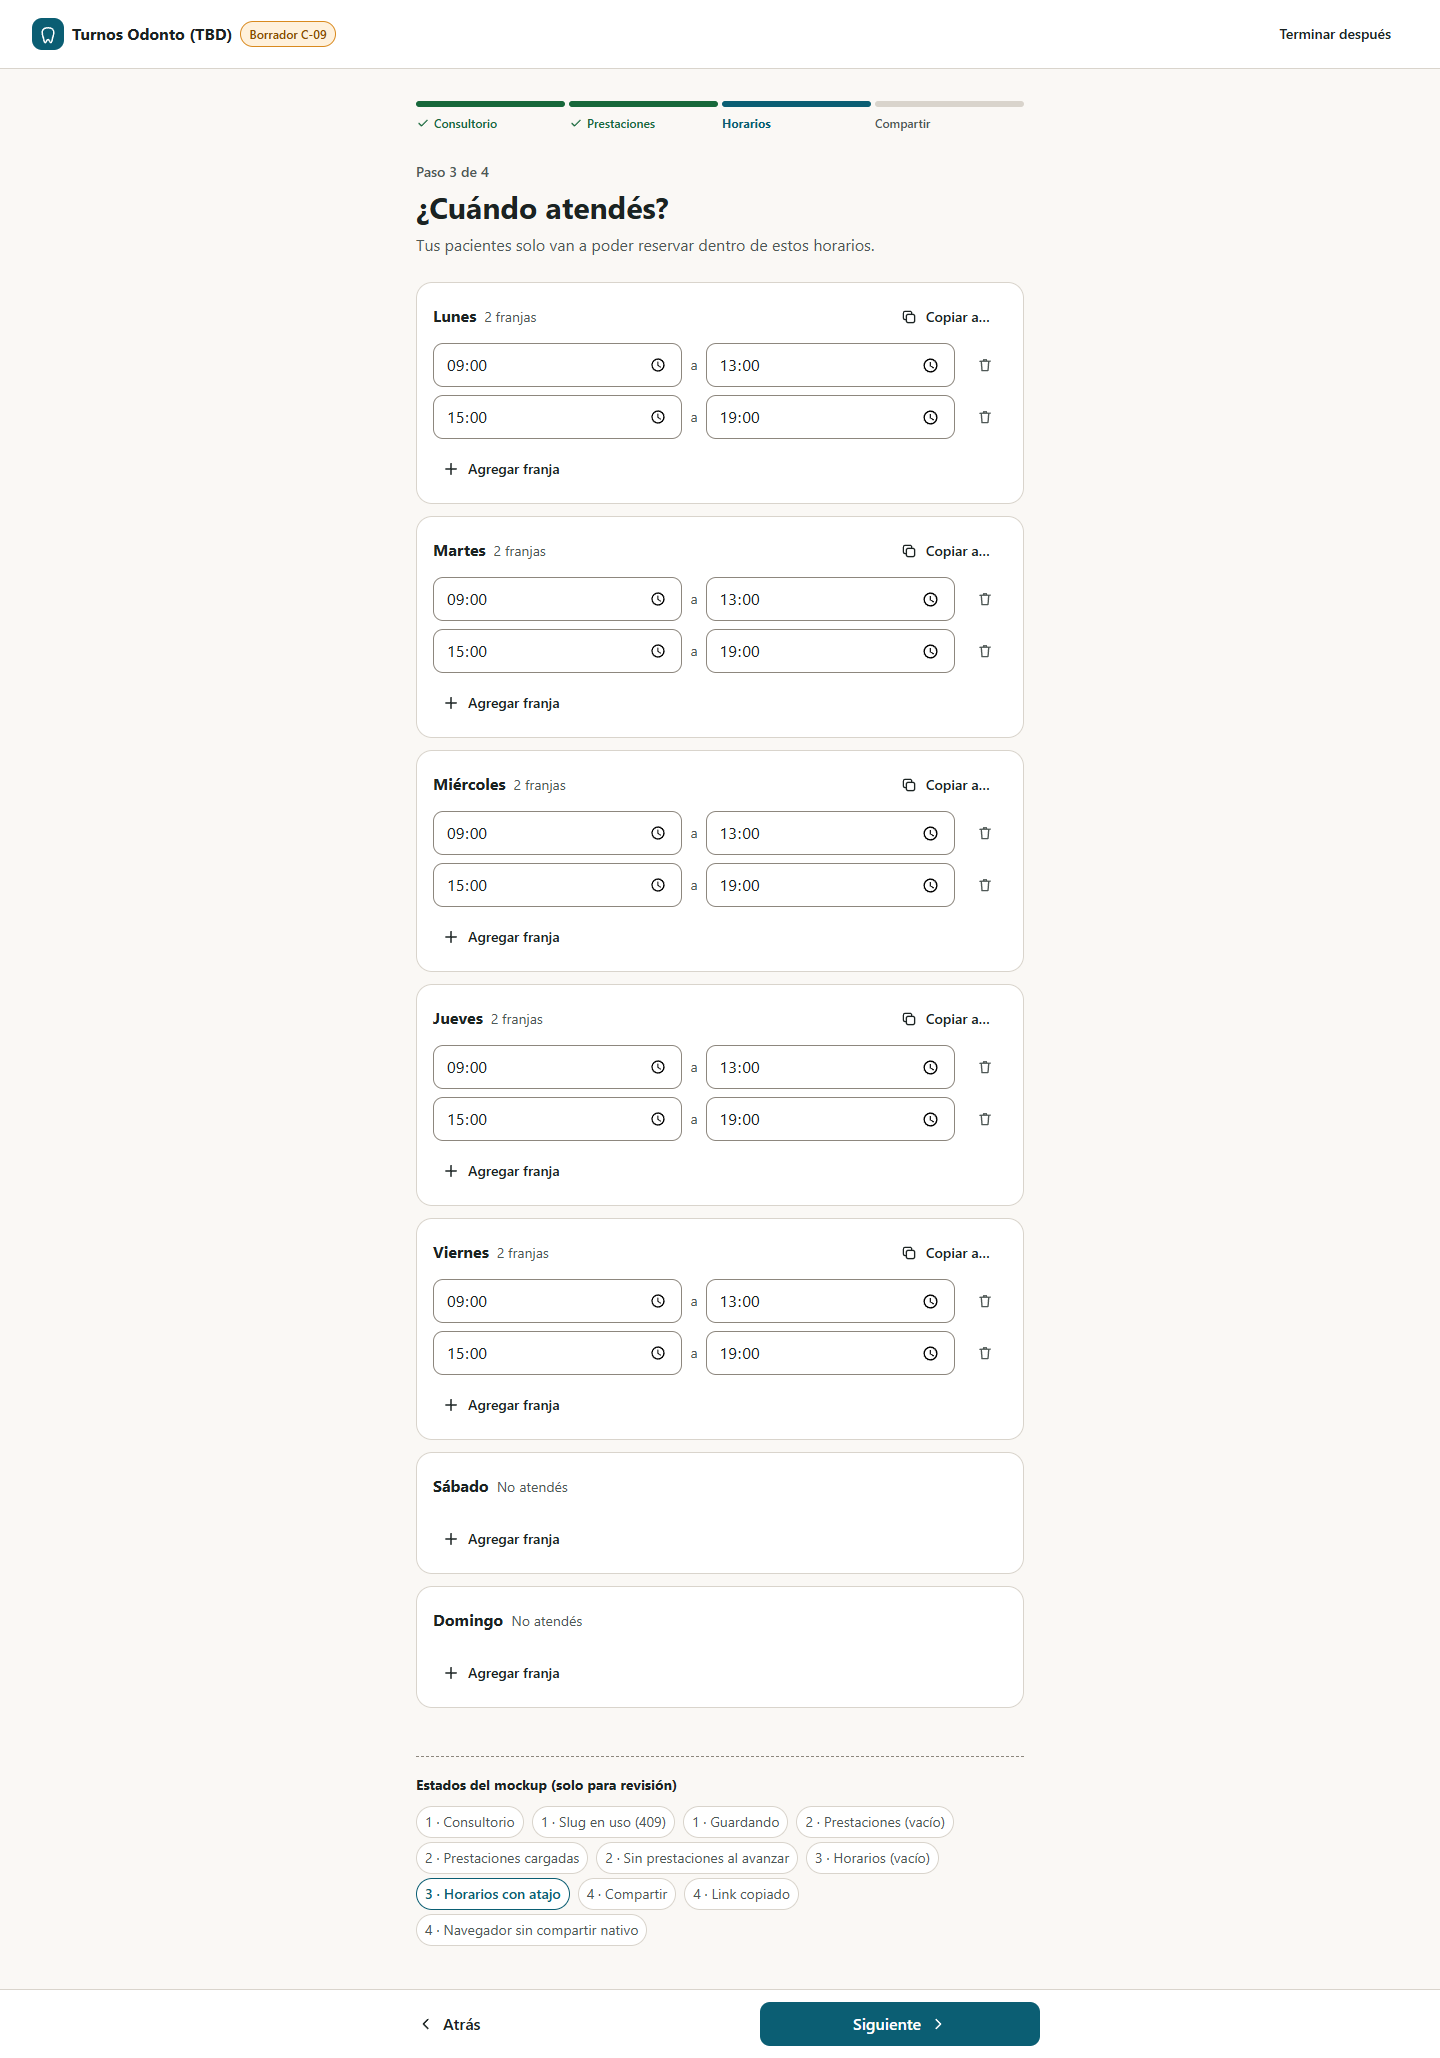 Turnos Odonto (TBD) Borrador C-09 Terminar después
Consultorio Prestaciones Horarios Compartir
Paso 3 de 4
¿Cuándo atendés?
Tus pacientes solo van a poder reservar dentro de estos horarios.
Lunes 2 franjas Copiar a...
09:00 a 13:00
15:00 a 19:00
Agregar franja
Martes 2 franjas Copiar a...
09:00 a 13:00
15:00 a 19:00
Agregar franja
Miércoles 2 franjas Copiar a...
09:00 a 13:00
15:00 a 19:00
Agregar franja
Jueves 2 franjas Copiar a...
09:00 a 13:00
15:00 a 19:00
Agregar franja
Viernes 2 franjas Copiar a...
09:00 a 13:00
15:00 a 19:00
Agregar franja
Sábado No atendés
Agregar franja
Domingo No atendés
Agregar franja
Estados del mockup (solo para revisión)
1 · Consultorio 1 · Slug en uso (409) 1 · Guardando 2 · Prestaciones (vacío)
2 · Prestaciones cargadas 2 · Sin prestaciones al avanzar 3 · Horarios (vacío)
3 · Horarios con atajo 4 · Compartir 4 · Link copiado
4 · Navegador sin compartir nativo
Atrás Siguiente